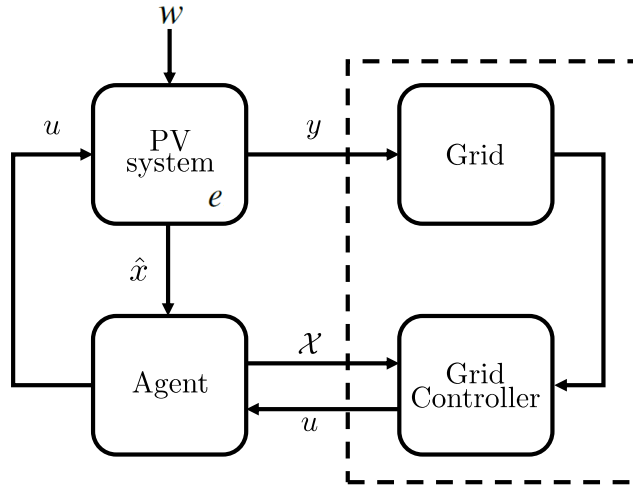 w
u
PV
system
e
y
Grid
x̂
Agent
𝒳
u
Grid
Controller